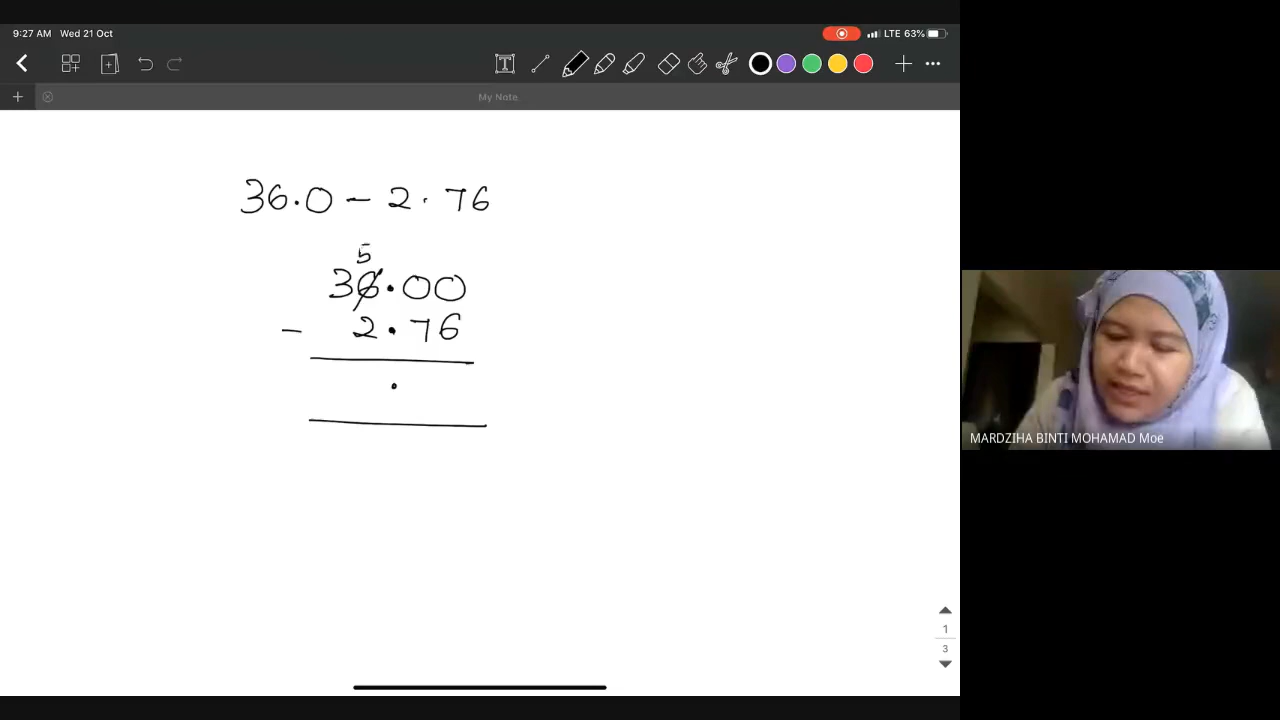 9:27 AM Wed 21 Oct
LTE 63%
My Note
36.0 - 2.76
5
36.00
- 2.76
.
1
3
MARDZIHA BINTI MOHAMAD Moe